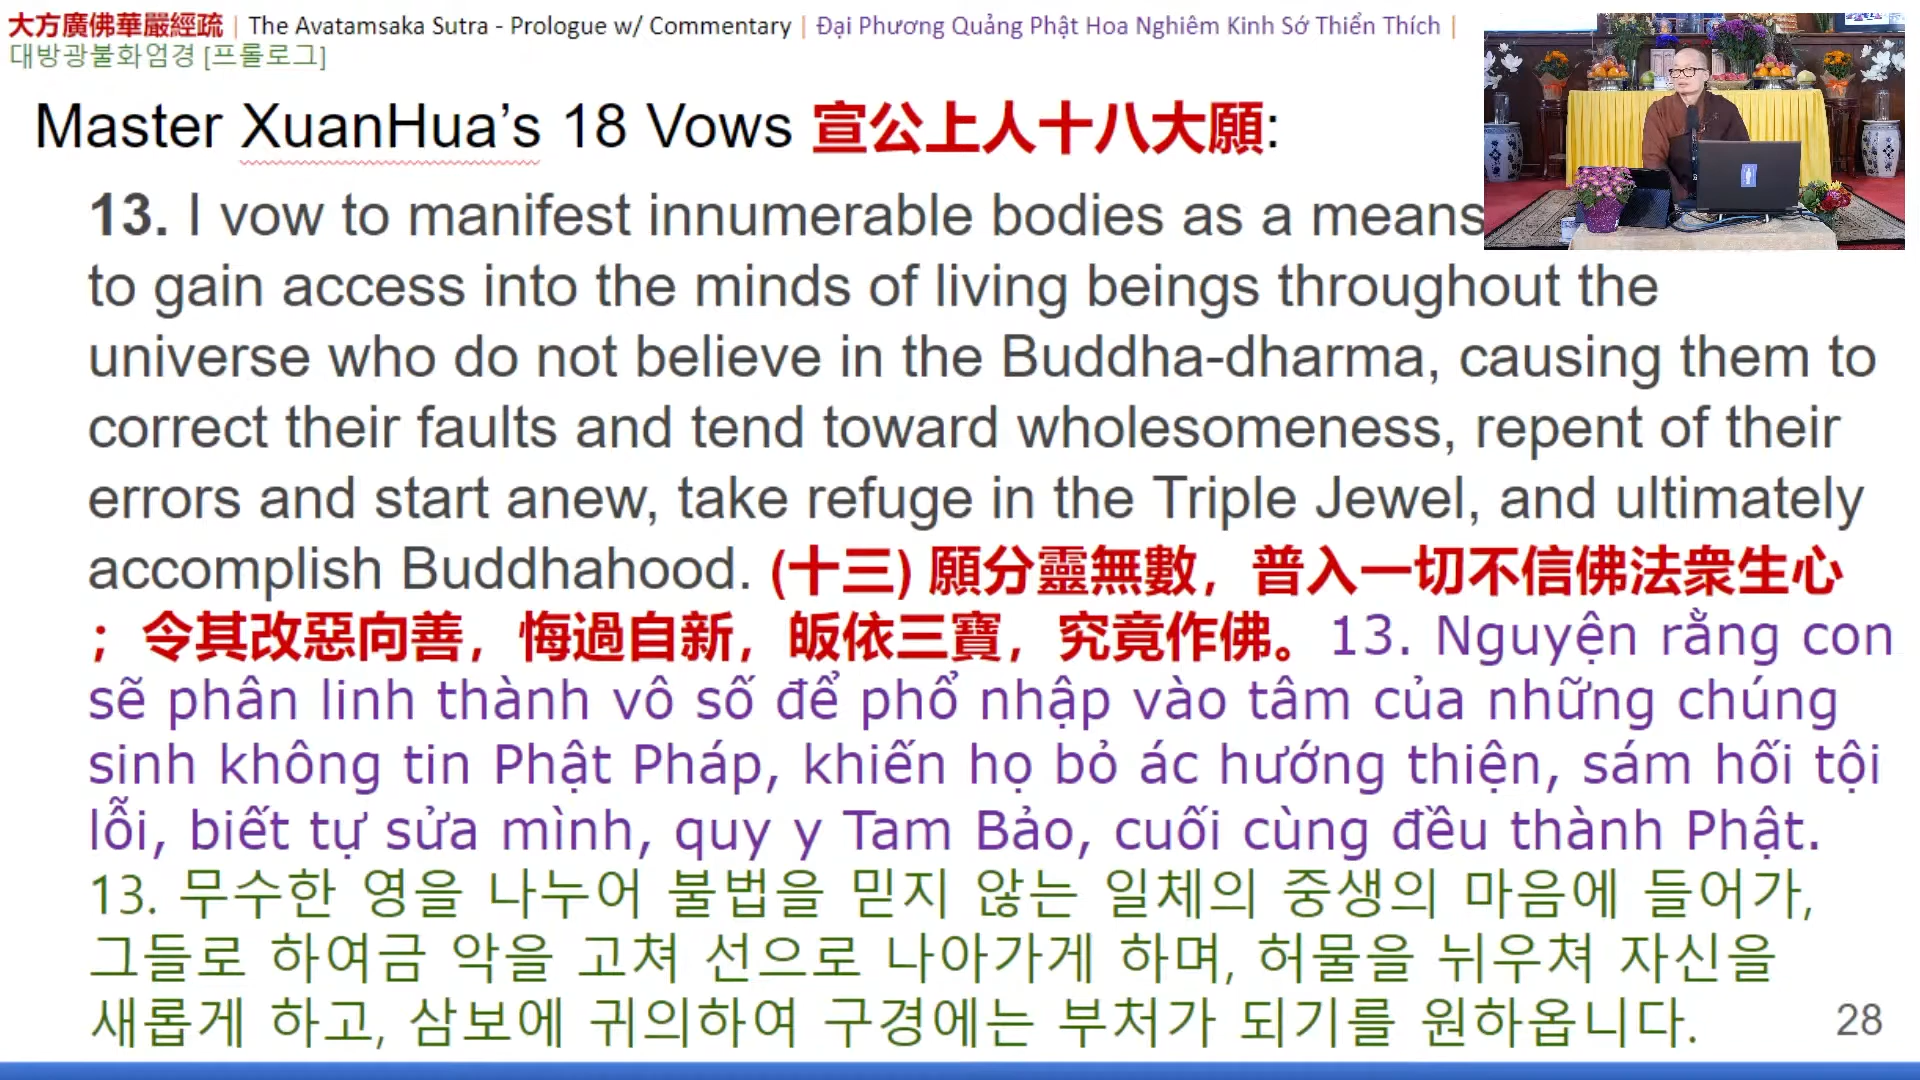 大方廣佛華嚴經疏 | The Avatamsaka Sutra - Prologue w/ Commentary | Đại Phương Quảng Phật Hoa Nghiêm Kinh Sớ Thiển Thích |
대방광불화엄경 [프롤로그]
Master XuanHua’s 18 Vows 宣公上人十八大願:
13. I vow to manifest innumerable bodies as a means
to gain access into the minds of living beings throughout the
universe who do not believe in the Buddha-dharma, causing them to
correct their faults and tend toward wholesomeness, repent of their
errors and start anew, take refuge in the Triple Jewel, and ultimately
accomplish Buddhahood. (十三) 願分靈無數，普入一切不信佛法衆生心
；令其改惡向善，悔過自新，皈依三寶，究竟作佛。13. Nguyện rằng con
sẽ phân linh thành vô số để phổ nhập vào tâm của những chúng
sinh không tin Phật Pháp, khiến họ bỏ ác hướng thiện, sám hối tội
lỗi, biết tự sửa mình, quy y Tam Bảo, cuối cùng đều thành Phật.
13. 무수한 영을 나누어 불법을 믿지 않는 일체의 중생의 마음에 들어가,
그들로 하여금 악을 고쳐 선으로 나아가게 하며, 허물을 뉘우쳐 자신을
새롭게 하고, 삼보에 귀의하여 구경에는 부처가 되기를 원하옵니다.
28